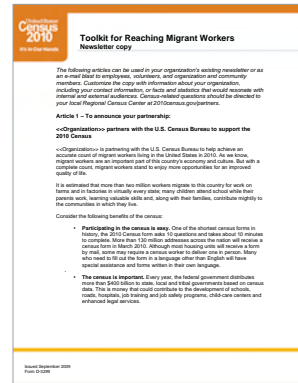 United States
Census
2010
IT'S IN OUR HANDS
Toolkit for Reaching Migrant Workers
Newsletter copy
The following articles can be used in your organization's existing newsletter or as
an e-mail blast to employees, volunteers, and organization and community
members. Customize the copy with information about your organization,
including your contact information, or facts and statistics that would resonate with
internal and external audiences. Census-related questions should be directed to
your local Regional Census Center at 2010census.gov/partners.
Article 1 – To announce your partnership:
<<Organization>> partners with the U.S. Census Bureau to support the
2010 Census
<<Organization>> is partnering with the U.S. Census Bureau to help achieve an
accurate count of migrant workers living in the United States in 2010. As we know,
migrant workers are an important part of this country's economy and culture. But with a
complete count, migrant workers stand to enjoy more opportunities for an improved
quality of life.
It is estimated that more than two million workers migrate to this country for work on
farms and in factories in virtually every state; many children attend school while their
parents work, learning valuable skills and, along with their families, contribute mightily to
the communities in which they live.
Consider the following benefits of the census:
• Participating in the census is easy. One of the shortest census forms in
history, the 2010 Census form asks 10 questions and takes about 10 minutes
to complete. More than 130 million addresses across the nation will receive a
census form in March 2010. Although most housing units will receive a form
by mail, some may require a census worker to deliver one in person. Many
who need to fill out the form in a language other than English will have
special assistance and forms written in their own language.
• The census is important. Every year, the federal government distributes
more than $400 billion to state, local and tribal governments based on census
data. This is money that could contribute to the development of schools,
roads, hospitals, job training and job safety programs, child-care centers and
enhanced legal services.
Issued September 2009
Form D-3299